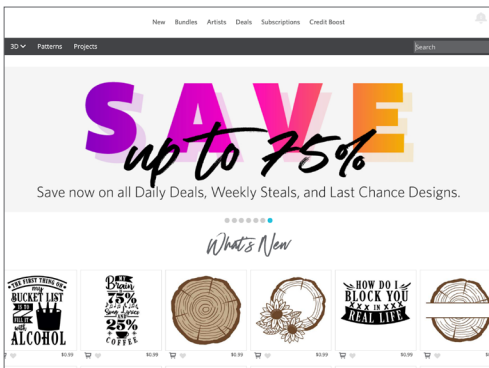 New Bundles Artists Deals Subscriptions Credit Boost
3D Patterns Projects Search
SAVE
up to 75%
Save now on all Daily Deals, Weekly Steals, and Last Chance Designs.
What's New
THE FIRST THING ON
my
BUCKET LIST
IS TO
FILL IT
with
ALCOHOL
MY
Brain
IS
75%
Song Lyrics
AND
25%
COFFEE
HOW DO I
BLOCK YOU
IN
REAL LIFE
$0.99 $0.99 $0.99 $0.99 $0.99